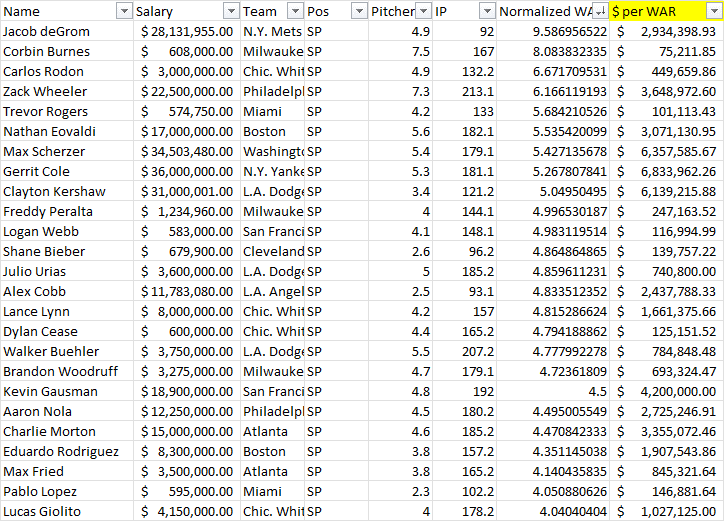 Name Salary Team Pos Pitcher IP Normalized WA $ per WAR
Jacob deGrom $ 28,131,955.00 N.Y. Mets SP 4.9 92 9.586956522 $ 2,934,398.93
Corbin Burnes $ 608,000.00 Milwauke SP 7.5 167 8.083832335 $ 75,211.85
Carlos Rodon $ 3,000,000.00 Chic. Whit SP 4.9 132.2 6.671709531 $ 449,659.86
Zack Wheeler $ 22,500,000.00 Philadelpl SP 7.3 213.1 6.166119193 $ 3,648,972.60
Trevor Rogers $ 574,750.00 Miami SP 4.2 133 5.684210526 $ 101,113.43
Nathan Eovaldi $ 17,000,000.00 Boston SP 5.6 182.1 5.535420099 $ 3,071,130.95
Max Scherzer $ 34,503,480.00 Washingt SP 5.4 179.1 5.427135678 $ 6,357,585.67
Gerrit Cole $ 36,000,000.00 N.Y. Yanke SP 5.3 181.1 5.267807841 $ 6,833,962.26
Clayton Kershaw $ 31,000,001.00 L.A. Dodge SP 3.4 121.2 5.04950495 $ 6,139,215.88
Freddy Peralta $ 1,234,960.00 Milwauke SP 4 144.1 4.996530187 $ 247,163.52
Logan Webb $ 583,000.00 San Franci SP 4.1 148.1 4.983119514 $ 116,994.99
Shane Bieber $ 679,900.00 Cleveland SP 2.6 96.2 4.864864865 $ 139,757.22
Julio Urias $ 3,600,000.00 L.A. Dodge SP 5 185.2 4.859611231 $ 740,800.00
Alex Cobb $ 11,783,080.00 L.A. Angel SP 2.5 93.1 4.833512352 $ 2,437,788.33
Lance Lynn $ 8,000,000.00 Chic. Whit SP 4.2 157 4.815286624 $ 1,661,375.66
Dylan Cease $ 600,000.00 Chic. Whit SP 4.4 165.2 4.794188862 $ 125,151.52
Walker Buehler $ 3,750,000.00 L.A. Dodge SP 5.5 207.2 4.777992278 $ 784,848.48
Brandon Woodruff $ 3,275,000.00 Milwauke SP 4.7 179.1 4.72361809 $ 693,324.47
Kevin Gausman $ 18,900,000.00 San Franci SP 4.8 192 4.5 $ 4,200,000.00
Aaron Nola $ 12,250,000.00 Philadelpl SP 4.5 180.2 4.495005549 $ 2,725,246.91
Charlie Morton $ 15,000,000.00 Atlanta SP 4.6 185.2 4.470842333 $ 3,355,072.46
Eduardo Rodriguez $ 8,300,000.00 Boston SP 3.8 157.2 4.351145038 $ 1,907,543.86
Max Fried $ 3,500,000.00 Atlanta SP 3.8 165.2 4.140435835 $ 845,321.64
Pablo Lopez $ 595,000.00 Miami SP 2.3 102.2 4.050880626 $ 146,881.64
Lucas Giolito $ 4,150,000.00 Chic. Whit SP 4 178.2 4.04040404 $ 1,027,125.00